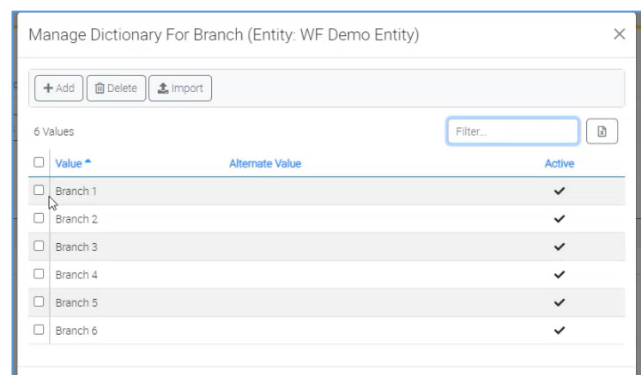 Manage Dictionary For Branch (Entity: WF Demo Entity)
Add Delete Import
6 Values Filter...
Value Alternate Value Active
Branch 1
Branch 2
Branch 3
Branch 4
Branch 5
Branch 6